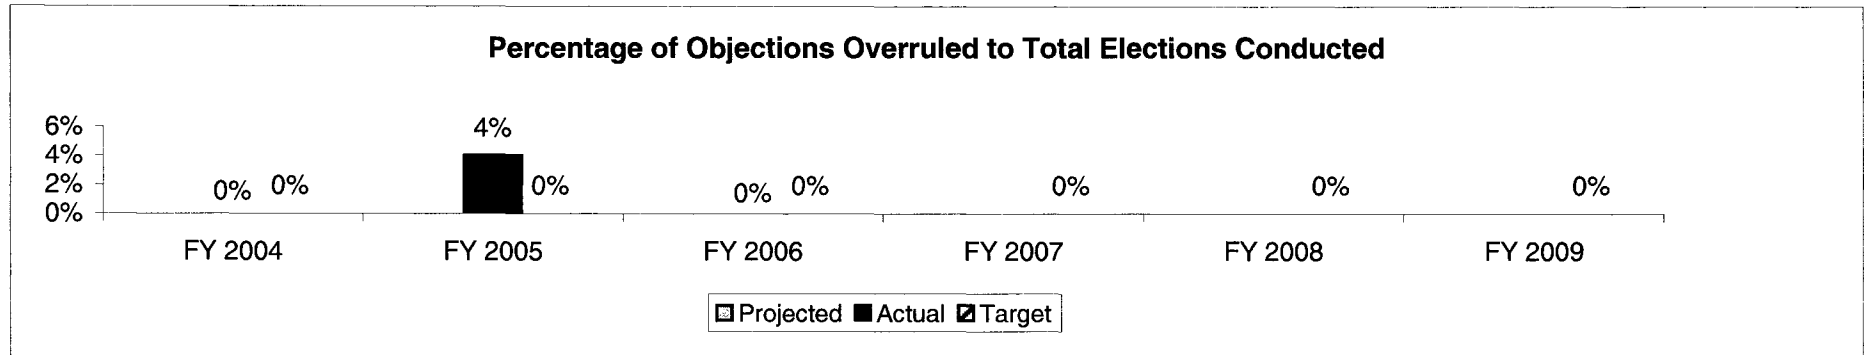 Percentage of Objections Overruled to Total Elections Conducted
6%
4%
2%
0%
4%
0% 0% 0% 0% 0% 0% 0% 0%
FY 2004 FY 2005 FY 2006 FY 2007 FY 2008 FY 2009
Projected Actual Target